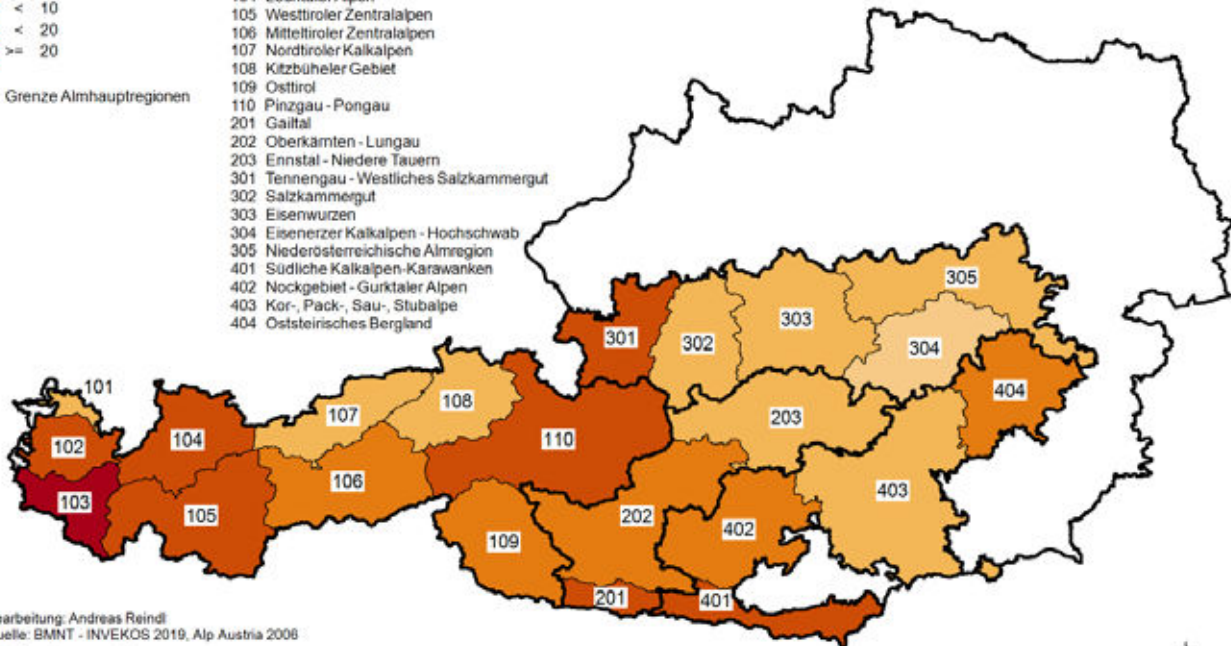 < 10
< 20
>= 20
Grenze Almhauptregionen
105 Westtiroler Zentralalpen
106 Mitteltiroler Zentralalpen
107 Nordtiroler Kalkalpen
108 Kitzbüheler Gebiet
109 Osttirol
110 Pinzgau - Pongau
201 Gailtal
202 Oberkärnten - Lungau
203 Ennstal - Niedere Tauern
301 Tennengau - Westliches Salzkammergut
302 Salzkammergut
303 Eisenwurzen
304 Eisenerzer Kalkalpen - Hochschwab
305 Niederösterreichische Almregion
401 Südliche Kalkalpen-Karawanken
402 Nockgebiet - Gurktaler Alpen
403 Kor-, Pack-, Sau-, Stubalpe
404 Oststeirisches Bergland
305
303
301
302
304
101
404
108
107
203
110
104
102
106
403
103
105
202
402
109
201
401
earbeitung: Andreas Reindl
uelle: BMNT - INVEKOS 2019, Alp Austria 2006